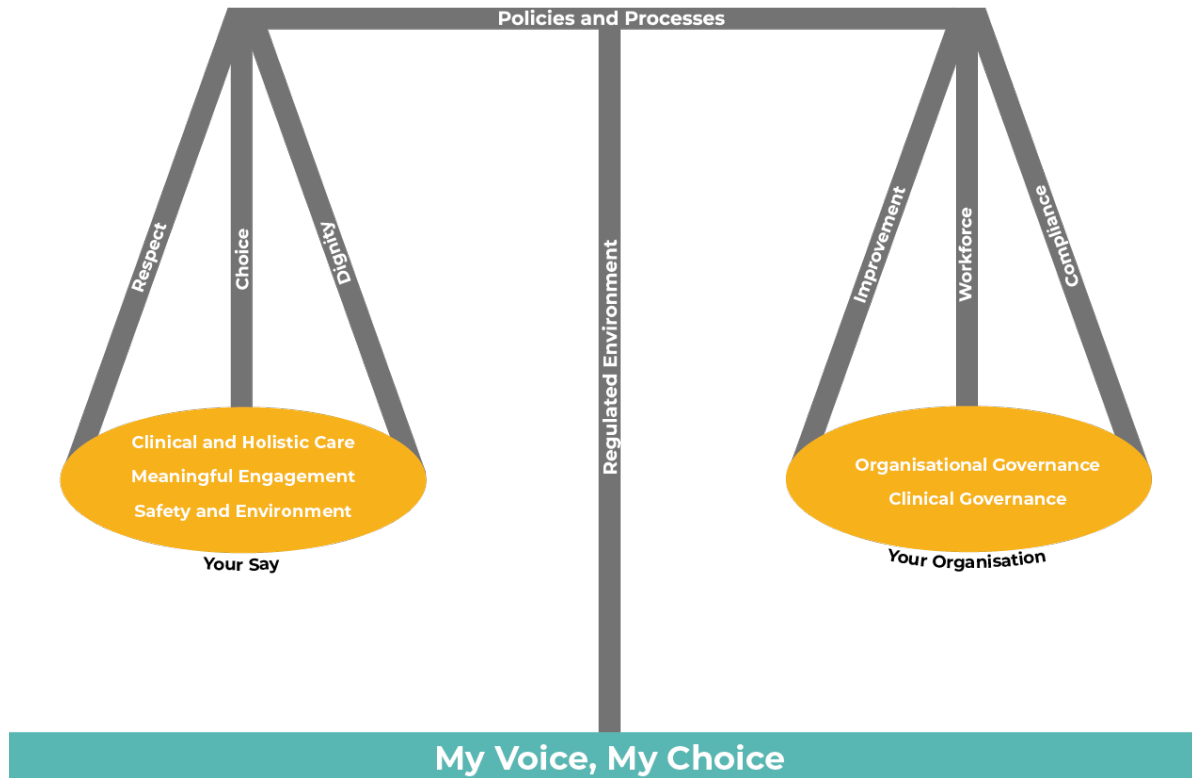 Policies and Processes
Respect
Choice
Dignity
Regulated Environment
Improvement
Workforce
Compliance
Clinical and Holistic Care
Meaningful Engagement
Safety and Environment
Your Say
Organisational Governance
Clinical Governance
Your Organisation
My Voice, My Choice